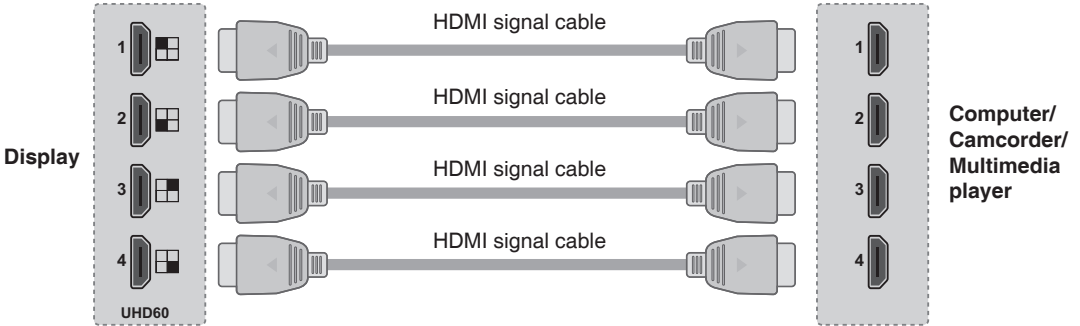 HDMI signal cable
1
1
HDMI signal cable
2
2
Computer/
Camcorder/
Multimedia
player
Display
HDMI signal cable
3
3
HDMI signal cable
4
4
UHD60